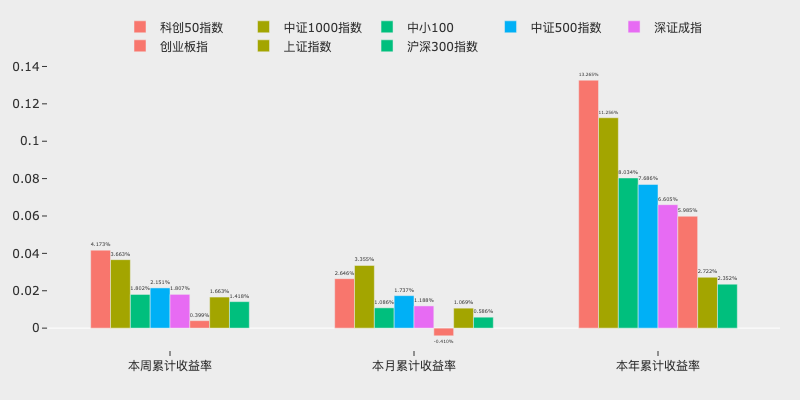 科创50指数 中证1000指数 中小100 中证500指数 深证成指
创业板指 上证指数 沪深300指数
0.14
0.12
0.1
0.08
0.06
0.04
0.02
0
4.173% 3.663% 1.802% 2.151% 1.807% 0.399% 1.663% 1.418%
2.646% 3.355% 1.086% 1.737% 1.188% -0.410% 1.069% 0.586%
13.265% 11.256% 8.034% 7.686% 6.605% 5.985% 2.722% 2.352%
本周累计收益率 本月累计收益率 本年累计收益率